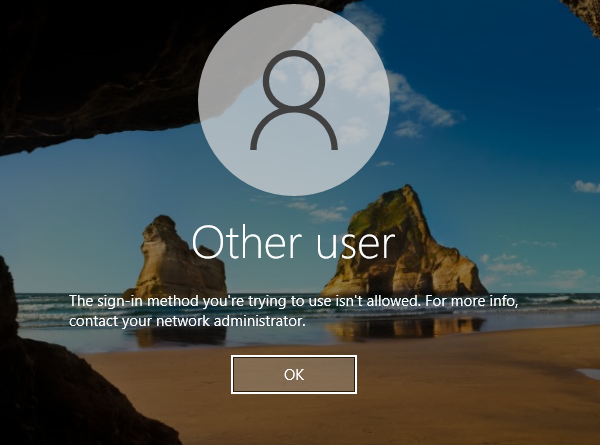 Other user
The sign-in method you're trying to use isn't allowed. For more info,
contact your network administrator.
OK